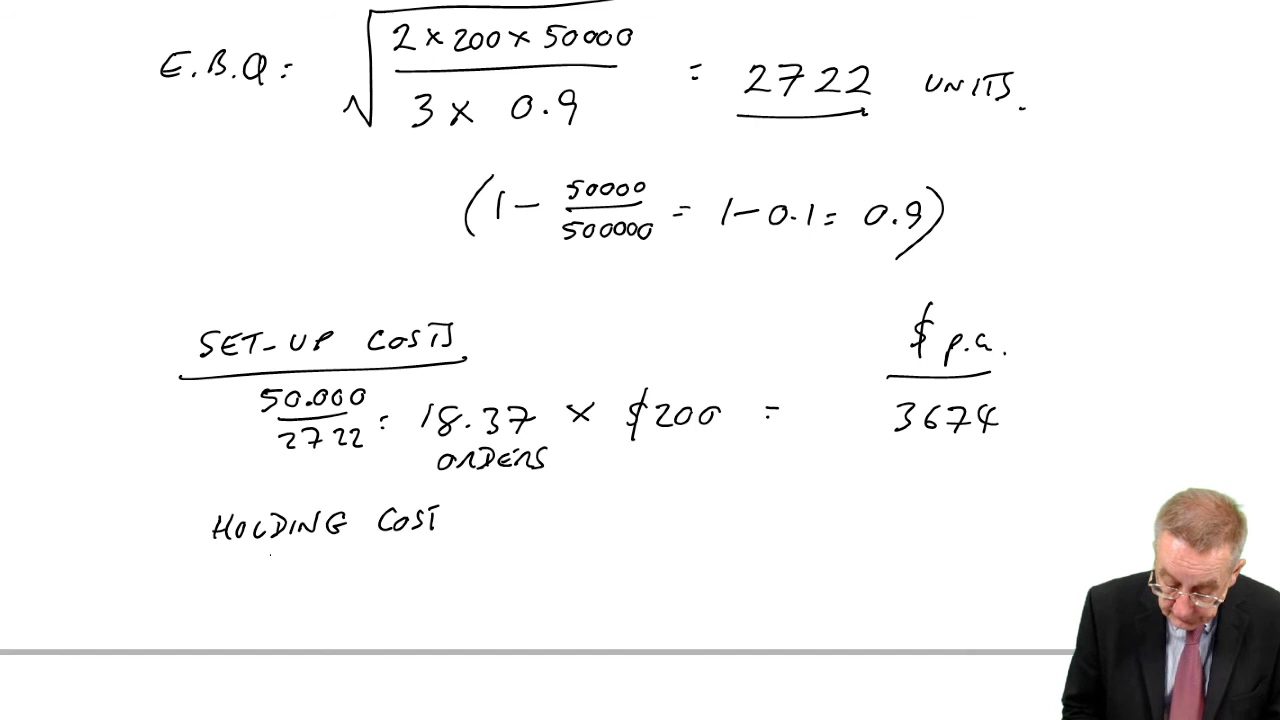 E.B.Q: √ 2 × 200 × 50000 / 3 × 0.9 = 2722 UNITS.
(1 - 50000 / 500000 = 1 - 0.1 = 0.9)
SET-UP COSTS $ p.a.
50.000 / 2722 = 18.37 × $200 = 3674
ORDERS
HOLDING COST